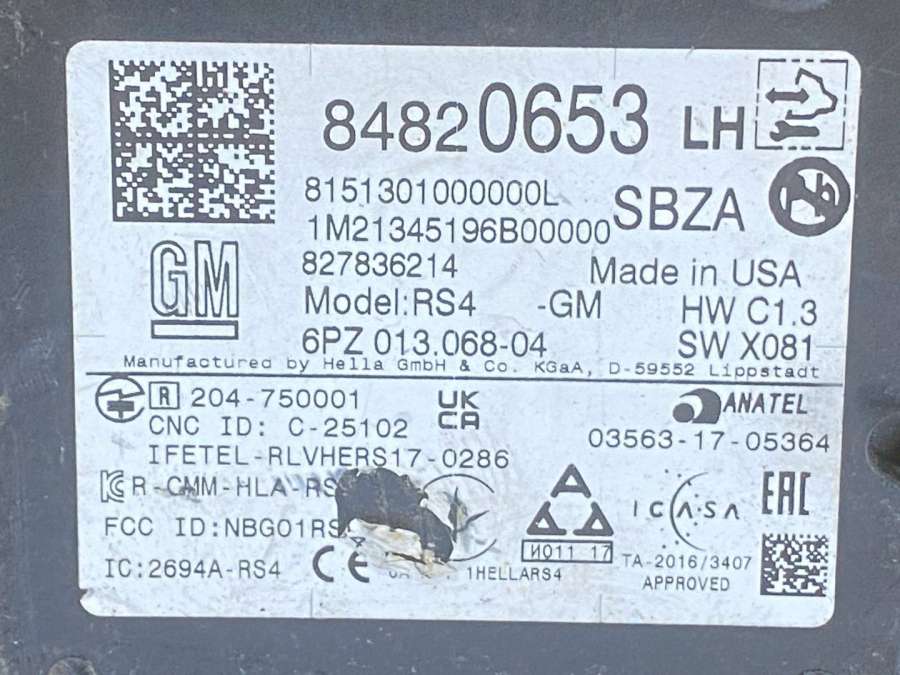 84820653 LH
8151301000000L SBZA
1M21345196B00000
827836214 Made in USA
GM
Model:RS4 -GM HW C1.3
6PZ 013.068-04 SW X081
Manufactured by Hella GmbH & Co. KGaA, D-59552 Lippstadt
R 204-750001 UK CA ANATEL
CNC ID: C-25102 03563-17-05364
IFETEL-RLVHERS17-0286
R-CMM-HLA-RS
FCC ID:NBG01RS4
ICASA EAC
И011 17
IC:2694A-RS4 CE 1HELLARS4 TA-2016/3407
APPROVED